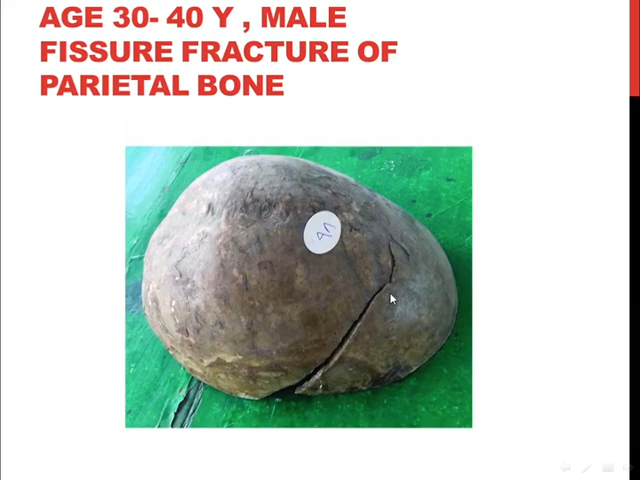 AGE 30- 40 Y , MALE
FISSURE FRACTURE OF
PARIETAL BONE